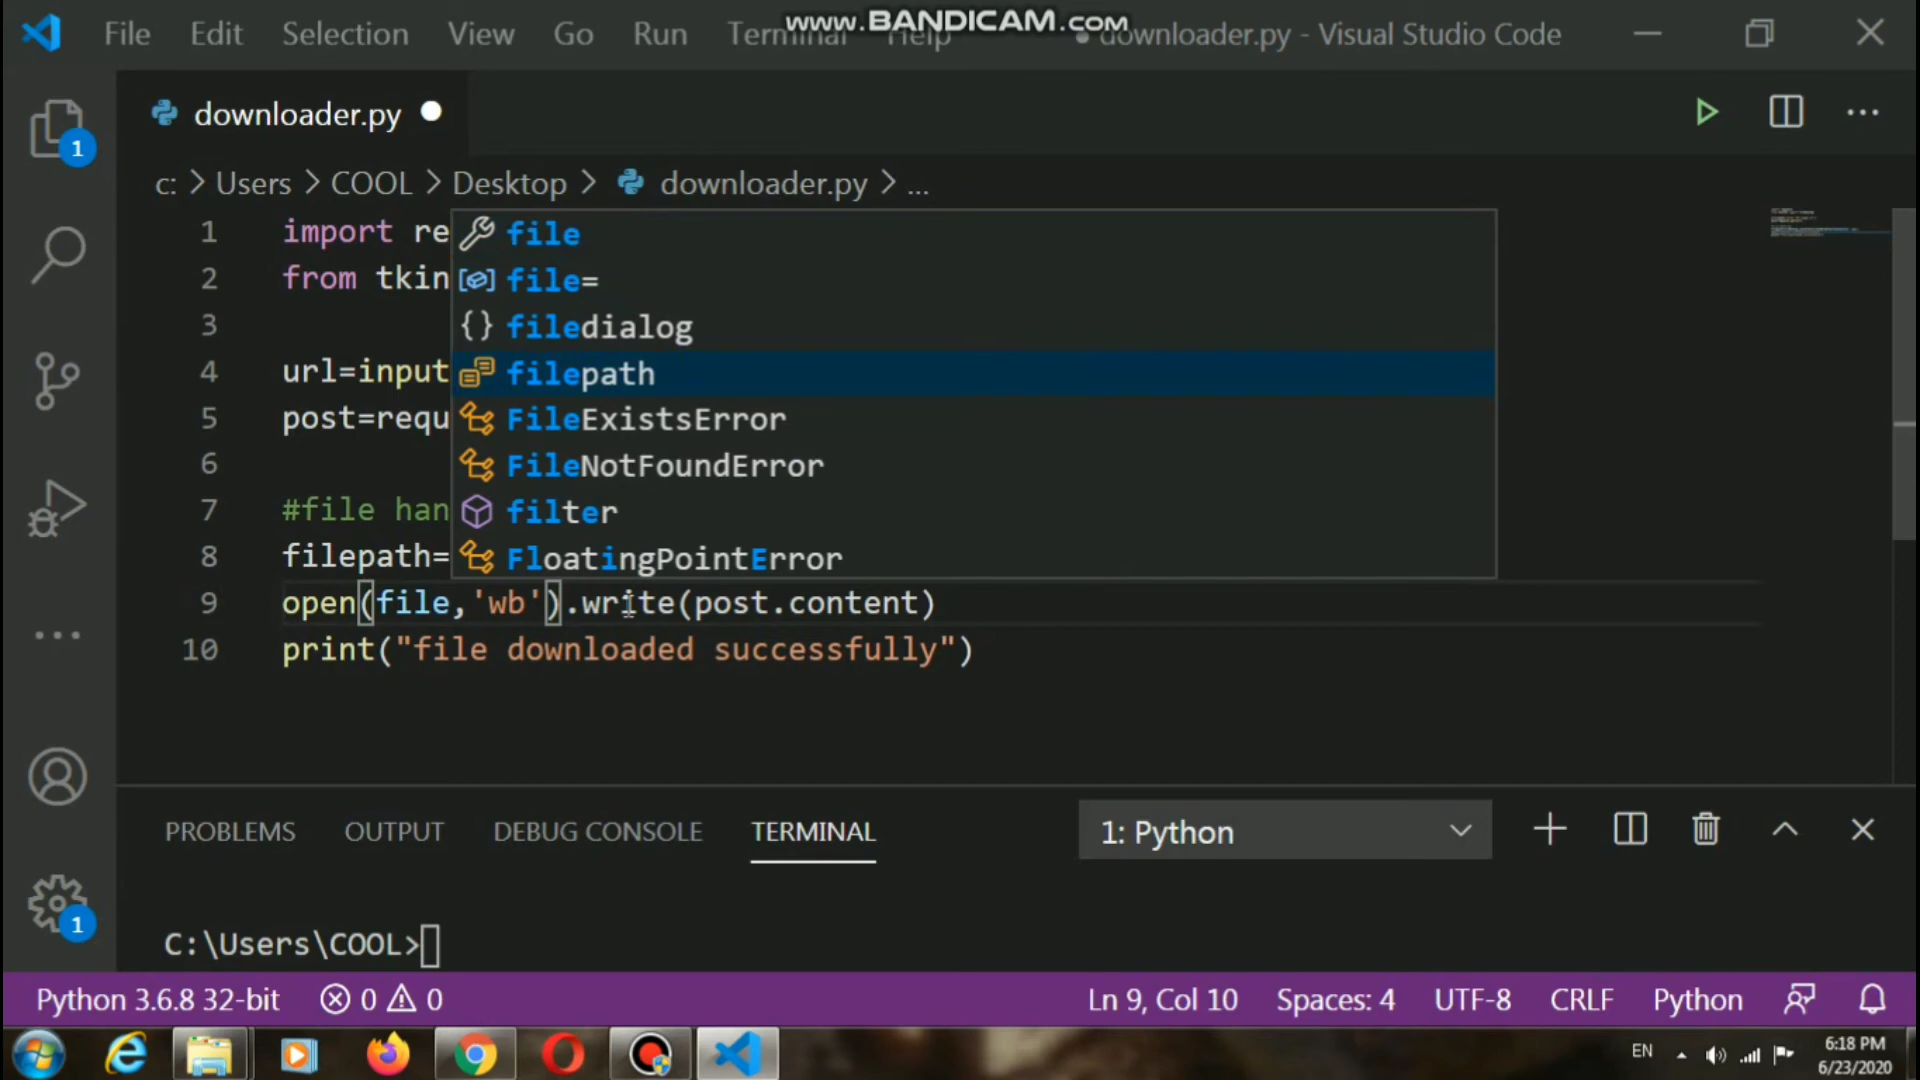 www.BANDICAM.com
File Edit Selection View Go Run Terminal Help downloader.py - Visual Studio Code
downloader.py
c: > Users > COOL > Desktop > downloader.py > ...
1 import re
2 from tkin
3
4 url=input
5 post=requ
6
7 #file han
8 filepath=
file
file=
filedialog
filepath
FileExistsError
FileNotFoundError
filter
FloatingPointError
9 open(file,'wb').write(post.content)
10 print("file downloaded successfully")
1
PROBLEMS OUTPUT DEBUG CONSOLE TERMINAL 1: Python
1
C:\Users\COOL>
Python 3.6.8 32-bit 0 0 Ln 9, Col 10 Spaces: 4 UTF-8 CRLF Python
EN 6:18 PM
6/23/2020